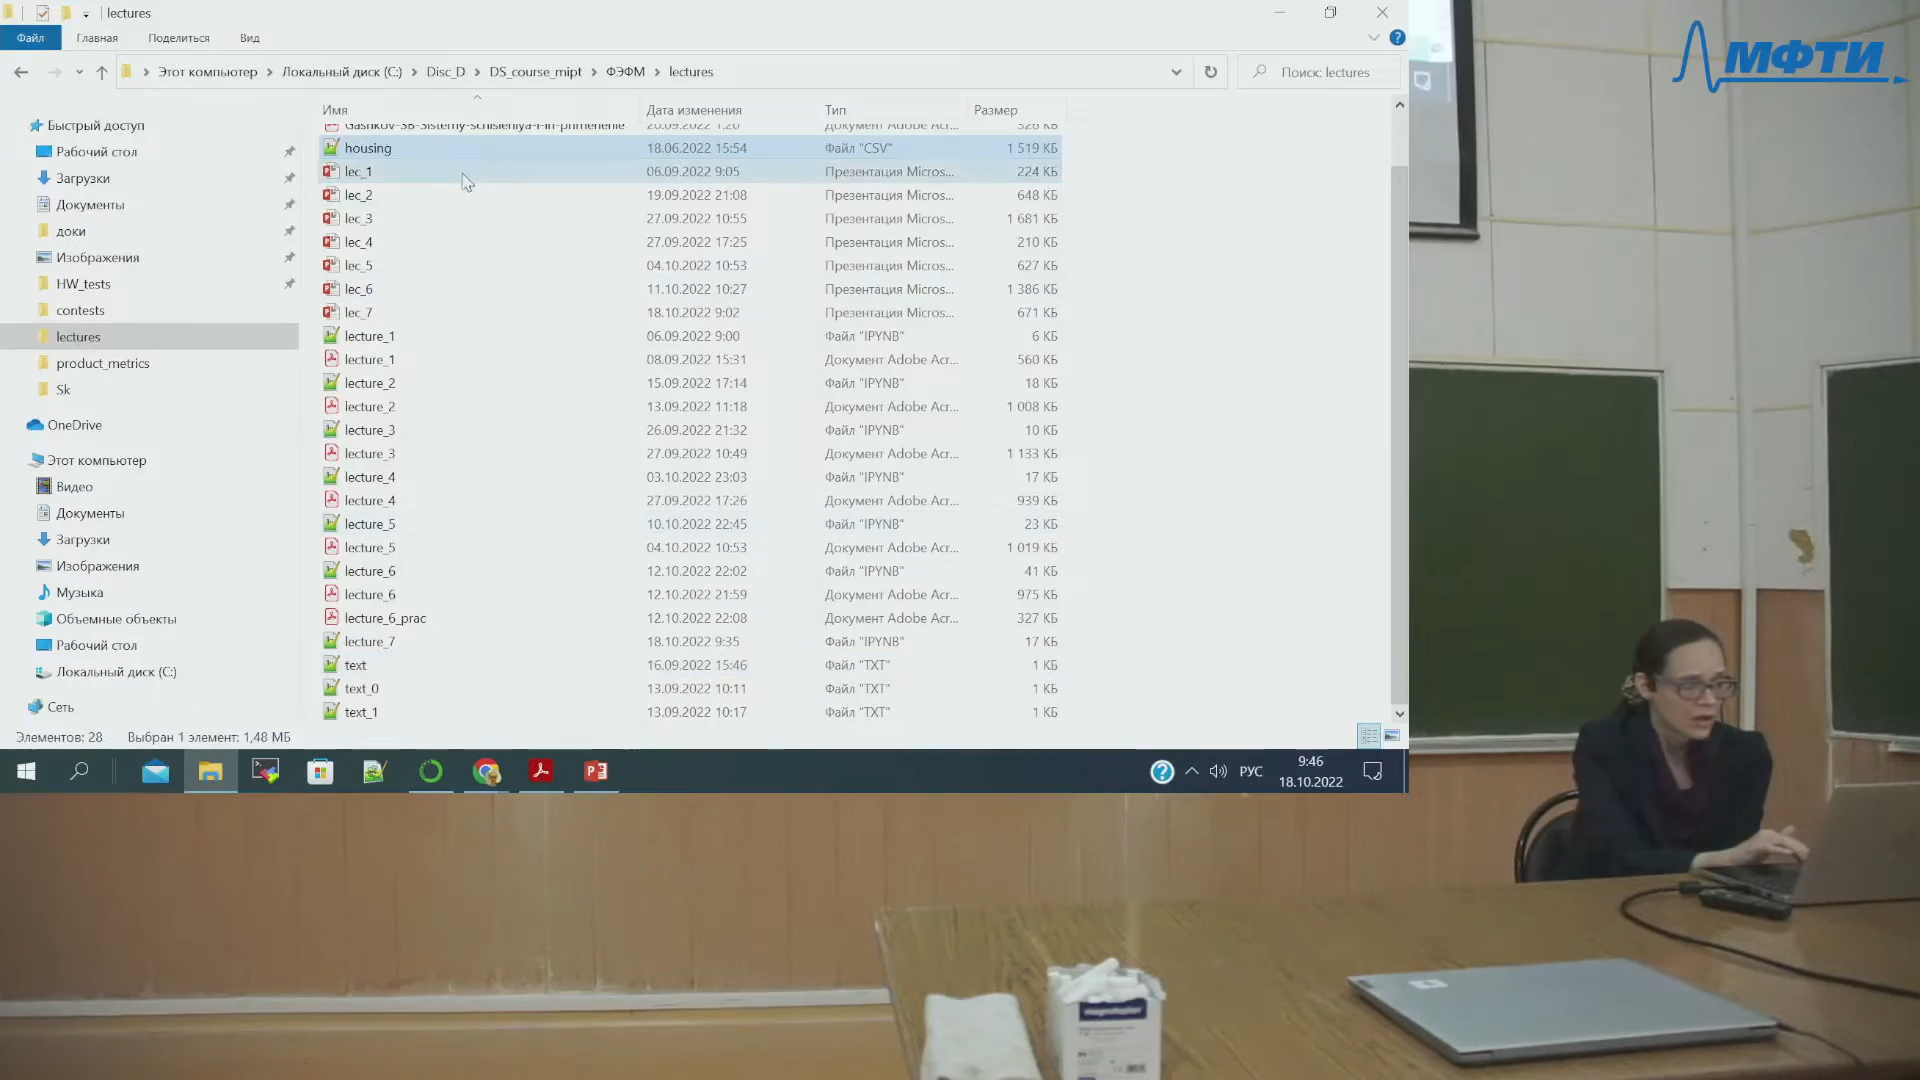 lectures
Файл Главная Поделиться Вид
Этот компьютер Локальный диск (C:) Disc_D DS_course_mipt ФЭФМ lectures
Поиск: lectures
МФТИ
Имя Дата изменения Тип Размер
Gashkov-SB-Sistemy-schisleniya-i-ih-primenenie 20.09.2022 1:20 Документ Adobe Acr... 326 КБ
housing 18.06.2022 15:54 Файл "CSV" 1 519 КБ
lec_1 06.09.2022 9:05 Презентация Micros... 224 КБ
lec_2 19.09.2022 21:08 Презентация Micros... 648 КБ
lec_3 27.09.2022 10:55 Презентация Micros... 1 681 КБ
lec_4 27.09.2022 17:25 Презентация Micros... 210 КБ
lec_5 04.10.2022 10:53 Презентация Micros... 627 КБ
lec_6 11.10.2022 10:27 Презентация Micros... 1 386 КБ
lec_7 18.10.2022 9:02 Презентация Micros... 671 КБ
lecture_1 06.09.2022 9:00 Файл "IPYNB" 6 КБ
lecture_1 08.09.2022 15:31 Документ Adobe Acr... 560 КБ
lecture_2 15.09.2022 17:14 Файл "IPYNB" 18 КБ
lecture_2 13.09.2022 11:18 Документ Adobe Acr... 1 008 КБ
lecture_3 26.09.2022 21:32 Файл "IPYNB" 10 КБ
lecture_3 27.09.2022 10:49 Документ Adobe Acr... 1 133 КБ
lecture_4 03.10.2022 23:03 Файл "IPYNB" 17 КБ
lecture_4 27.09.2022 17:26 Документ Adobe Acr... 939 КБ
lecture_5 10.10.2022 22:45 Файл "IPYNB" 23 КБ
lecture_5 04.10.2022 10:53 Документ Adobe Acr... 1 019 КБ
lecture_6 12.10.2022 22:02 Файл "IPYNB" 41 КБ
lecture_6 12.10.2022 21:59 Документ Adobe Acr... 975 КБ
lecture_6_prac 12.10.2022 22:08 Документ Adobe Acr... 327 КБ
lecture_7 18.10.2022 9:35 Файл "IPYNB" 17 КБ
text 16.09.2022 15:46 Файл "TXT" 1 КБ
text_0 13.09.2022 10:11 Файл "TXT" 1 КБ
text_1 13.09.2022 10:17 Файл "TXT" 1 КБ
Быстрый доступ
Рабочий стол
Загрузки
Документы
доки
Изображения
HW_tests
contests
lectures
product_metrics
Sk
OneDrive
Этот компьютер
Видео
Документы
Загрузки
Изображения
Музыка
Объемные объекты
Рабочий стол
Локальный диск (C:)
Сеть
Элементов: 28 Выбран 1 элемент: 1,48 МБ
РУС
9:46
18.10.2022